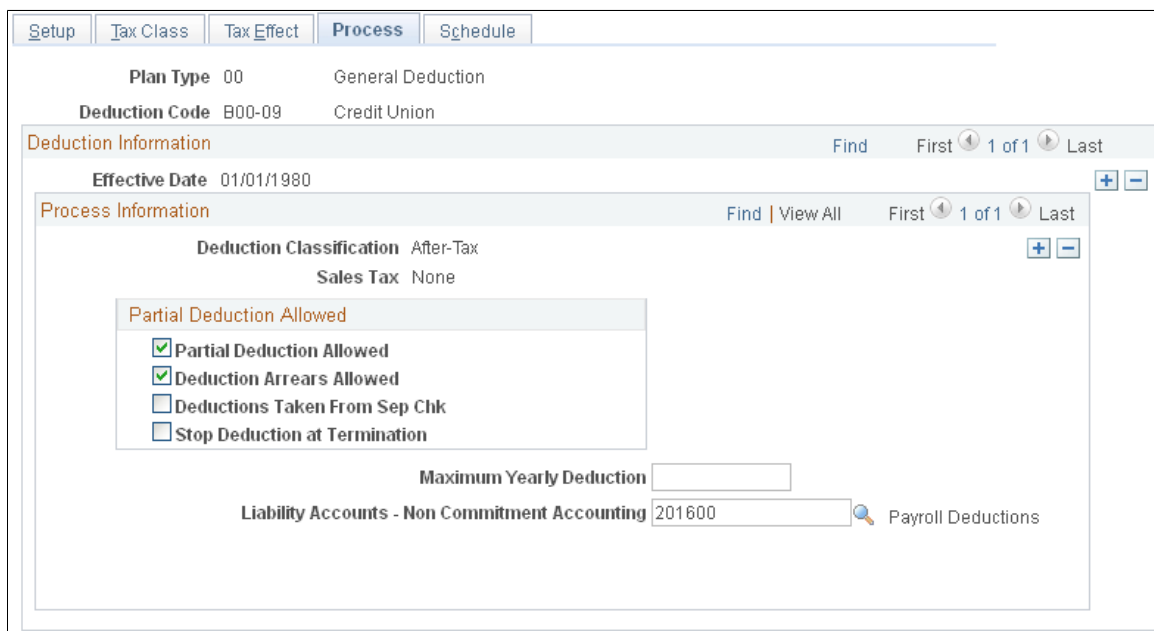 Setup Tax Class Tax Effect Process Schedule
Plan Type 00 General Deduction
Deduction Code B00-09 Credit Union
Deduction Information Find First 1 of 1 Last
Effective Date 01/01/1980
Process Information Find | View All First 1 of 1 Last
Deduction Classification After-Tax
Sales Tax None
Partial Deduction Allowed
Partial Deduction Allowed
Deduction Arrears Allowed
Deductions Taken From Sep Chk
Stop Deduction at Termination
Maximum Yearly Deduction
Liability Accounts - Non Commitment Accounting 201600 Payroll Deductions